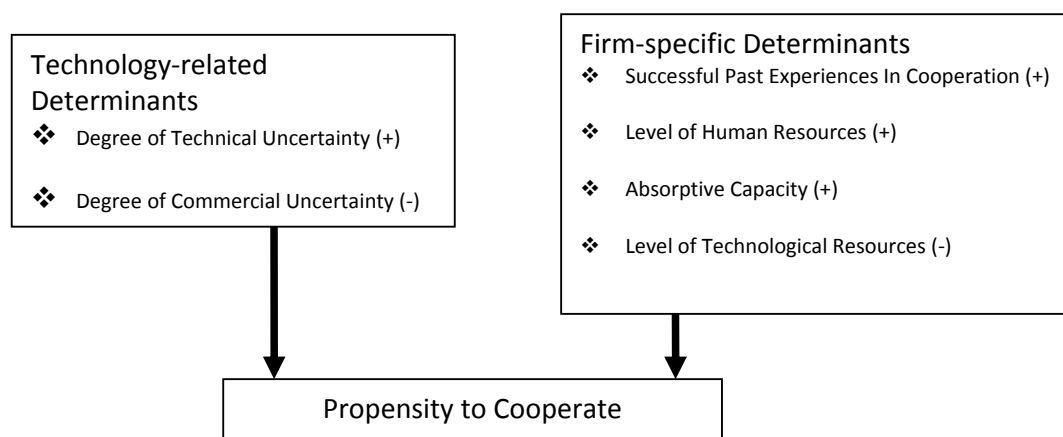 Technology-related
Determinants
❖ Degree of Technical Uncertainty (+)
❖ Degree of Commercial Uncertainty (-)
Firm-specific Determinants
❖ Successful Past Experiences In Cooperation (+)
❖ Level of Human Resources (+)
❖ Absorptive Capacity (+)
❖ Level of Technological Resources (-)
Propensity to Cooperate